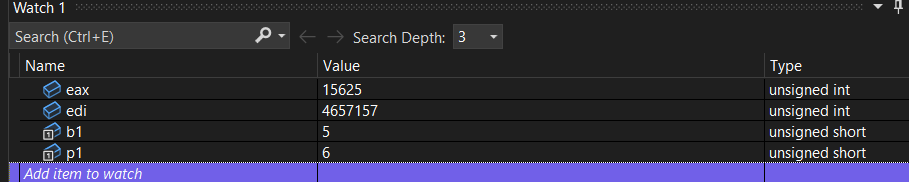 Watch 1
Search (Ctrl+E) Search Depth: 3
Name Value Type
eax 15625 unsigned int
edi 4657157 unsigned int
b1 5 unsigned short
p1 6 unsigned short
Add item to watch